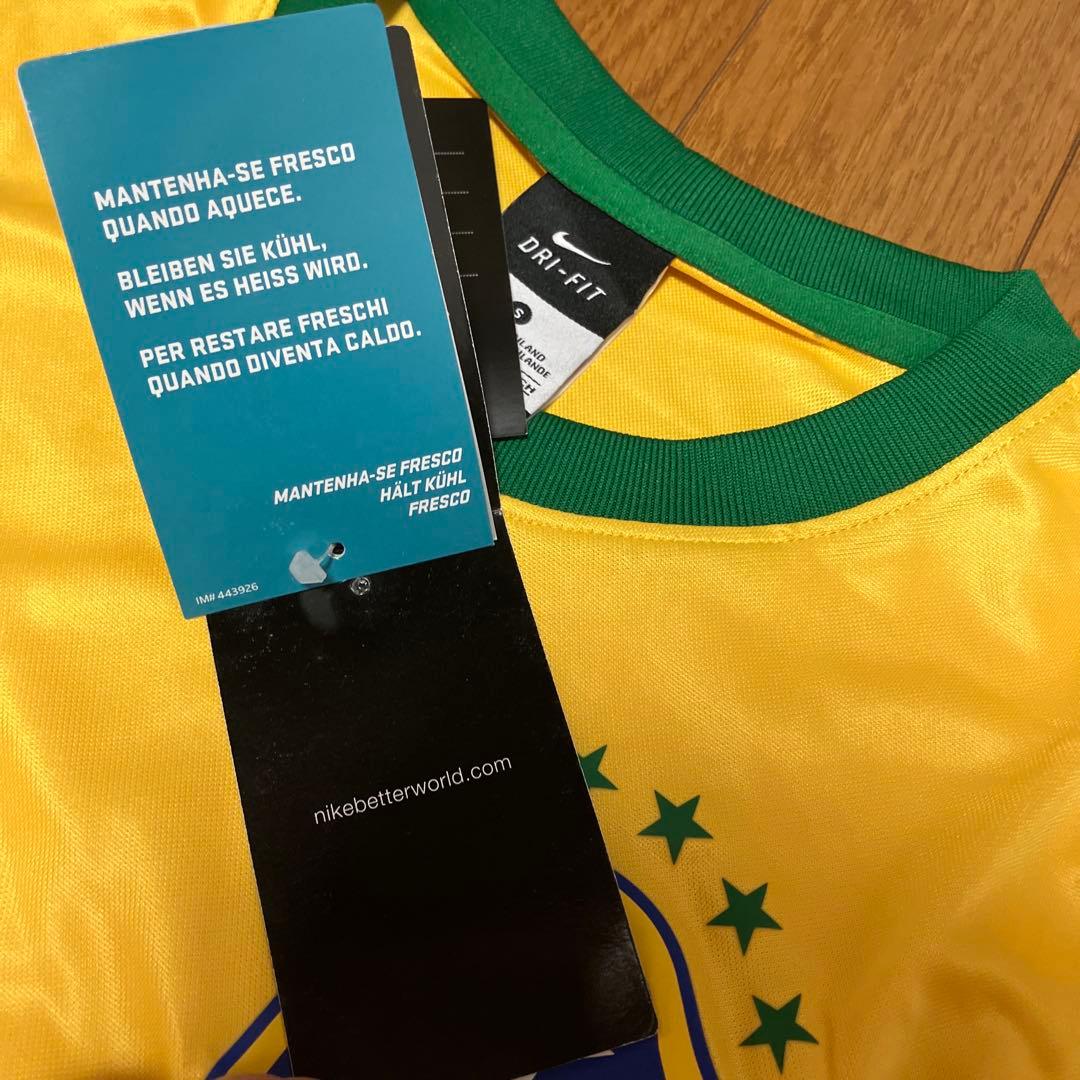 MANTENHA-SE FRESCO
QUANDO AQUECE.
BLEIBEN SIE KÜHL,
WENN ES HEISS WIRD.
PER RESTARE FRESCHI
QUANDO DIVENTA CALDO.
MANTENHA-SE FRESCO
HÄLT KÜHL
FRESCO
IM# 443926
DRI-FIT
S
nikebetterworld.com